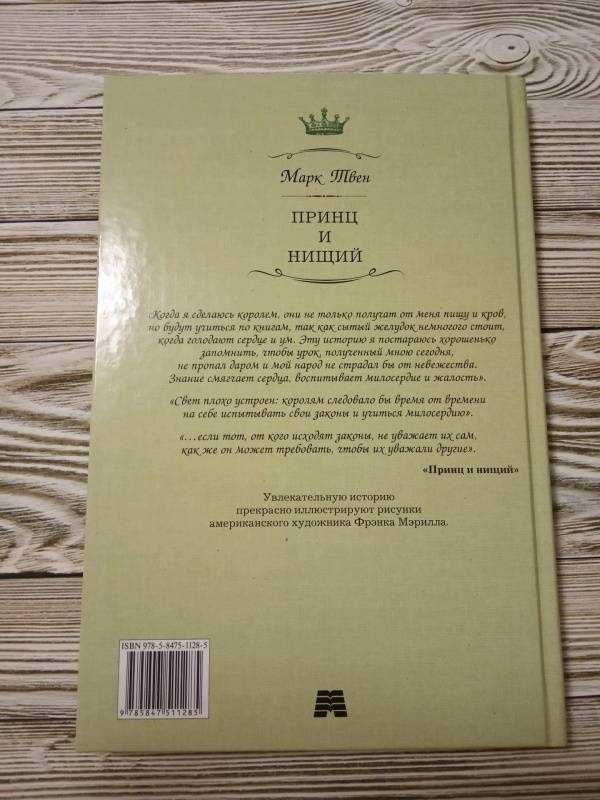 Марк Твен
ПРИНЦ
И
НИЩИЙ
«Когда я сделаюсь королем, они не только получат от меня пищу и кров,
но будут учиться по книгам, так как сытый желудок немногого стоит,
когда голодают сердце и ум. Эту историю я постараюсь хорошенько
запомнить, чтобы урок, полученный мною сегодня,
не пропал даром и мой народ не страдал бы от невежества.
Знание смягчает сердца, воспитывает милосердие и жалость».
«Свет плохо устроен: королям следовало бы время от времени
на себе испытывать свои законы и учиться милосердию».
«...если тот, от кого исходят законы, не уважает их сам,
как же он может требовать, чтобы их уважали другие».
«Принц и нищий»
Увлекательную историю
прекрасно иллюстрируют рисунки
американского художника Фрэнка Мэрилла.
ISBN 978-5-8475-1128-5
9 785847 511285